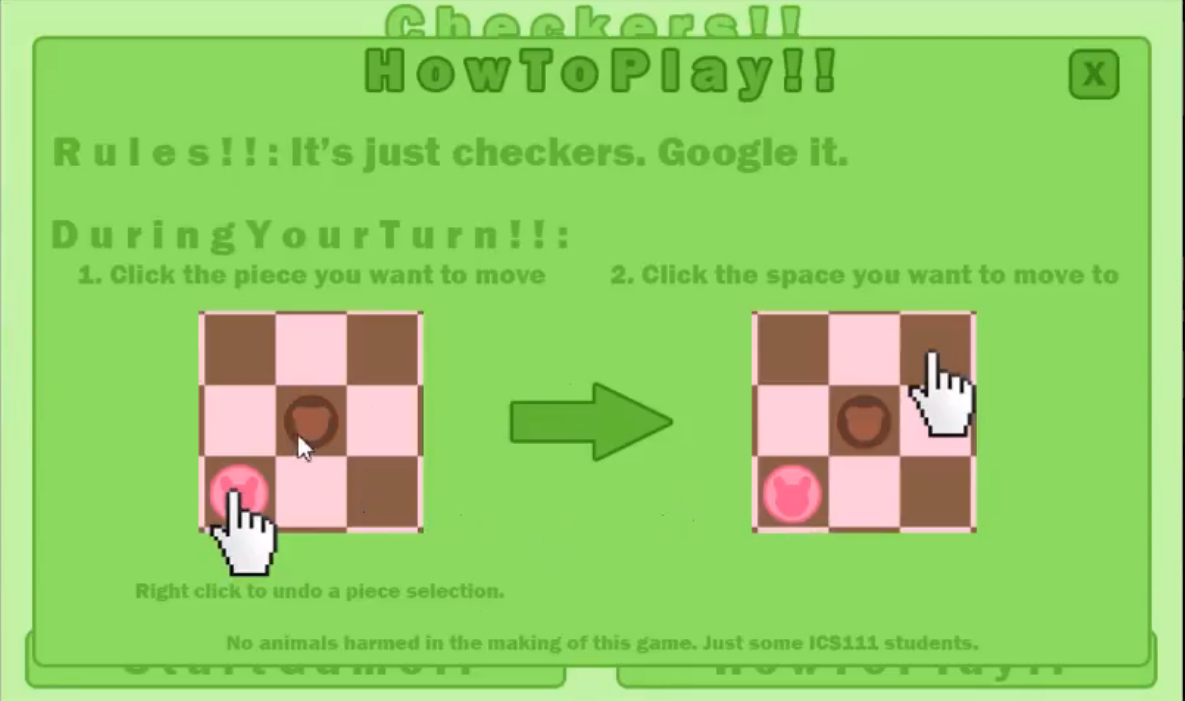 Checkers!!
HowToPlay!!
X
Rules!!: It's just checkers. Google it.
DuringYourTurn!!:
1. Click the piece you want to move
2. Click the space you want to move to
Right click to undo a piece selection.
No animals harmed in the making of this game. Just some ICS111 students.
StartGame!!
HowToPlay!!